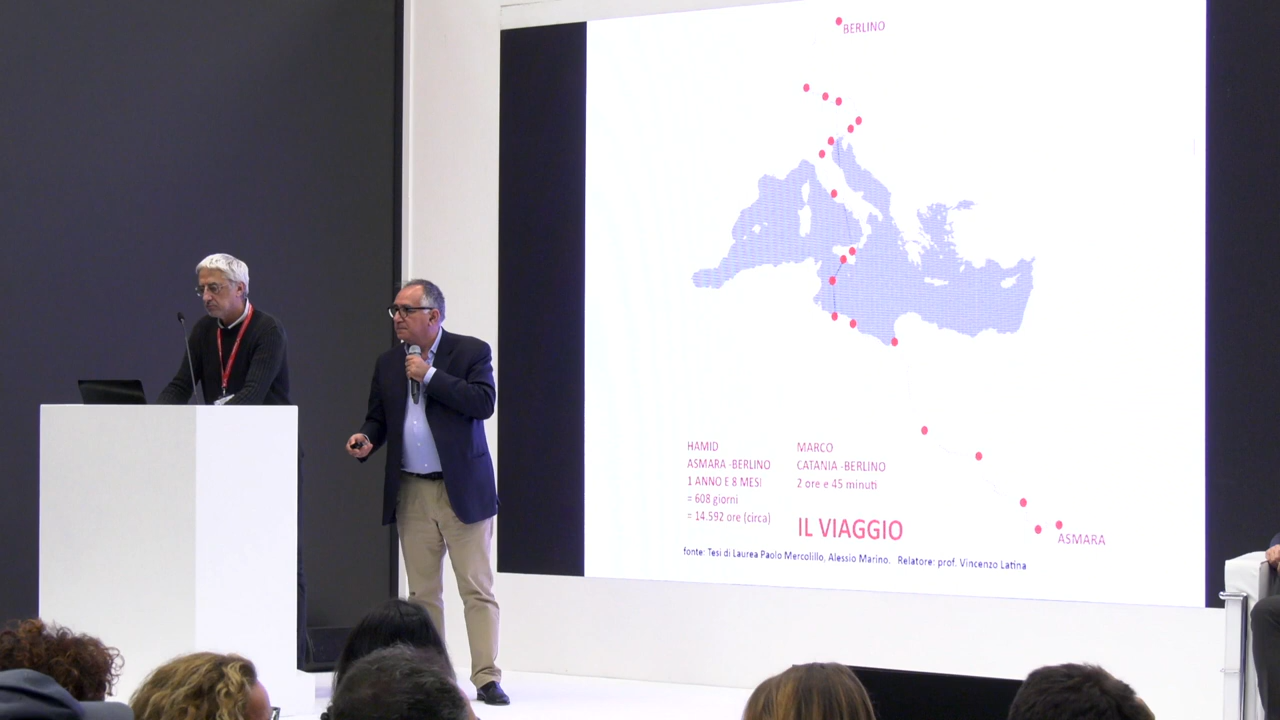 BERLINO
HAMID
ASMARA -BERLINO
1 ANNO E 8 MESI
= 608 giorni
= 14.592 ore (circa)
MARCO
CATANIA -BERLINO
2 ore e 45 minuti
IL VIAGGIO
ASMARA
fonte: Tesi di Laurea Paolo Mercolillo, Alessio Marino. Relatore: prof. Vincenzo Latina